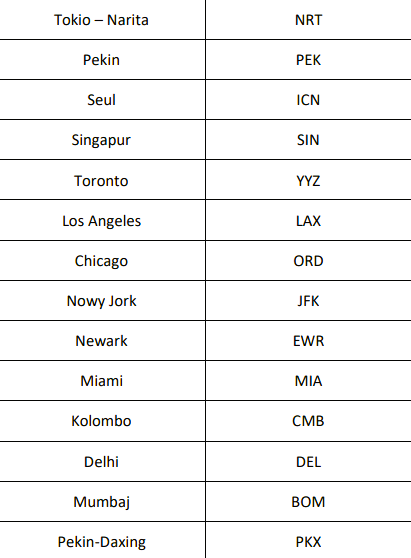 Tokio – Narita NRT
Pekin PEK
Seul ICN
Singapur SIN
Toronto YYZ
Los Angeles LAX
Chicago ORD
Nowy Jork JFK
Newark EWR
Miami MIA
Kolombo CMB
Delhi DEL
Mumbaj BOM
Pekin-Daxing PKX